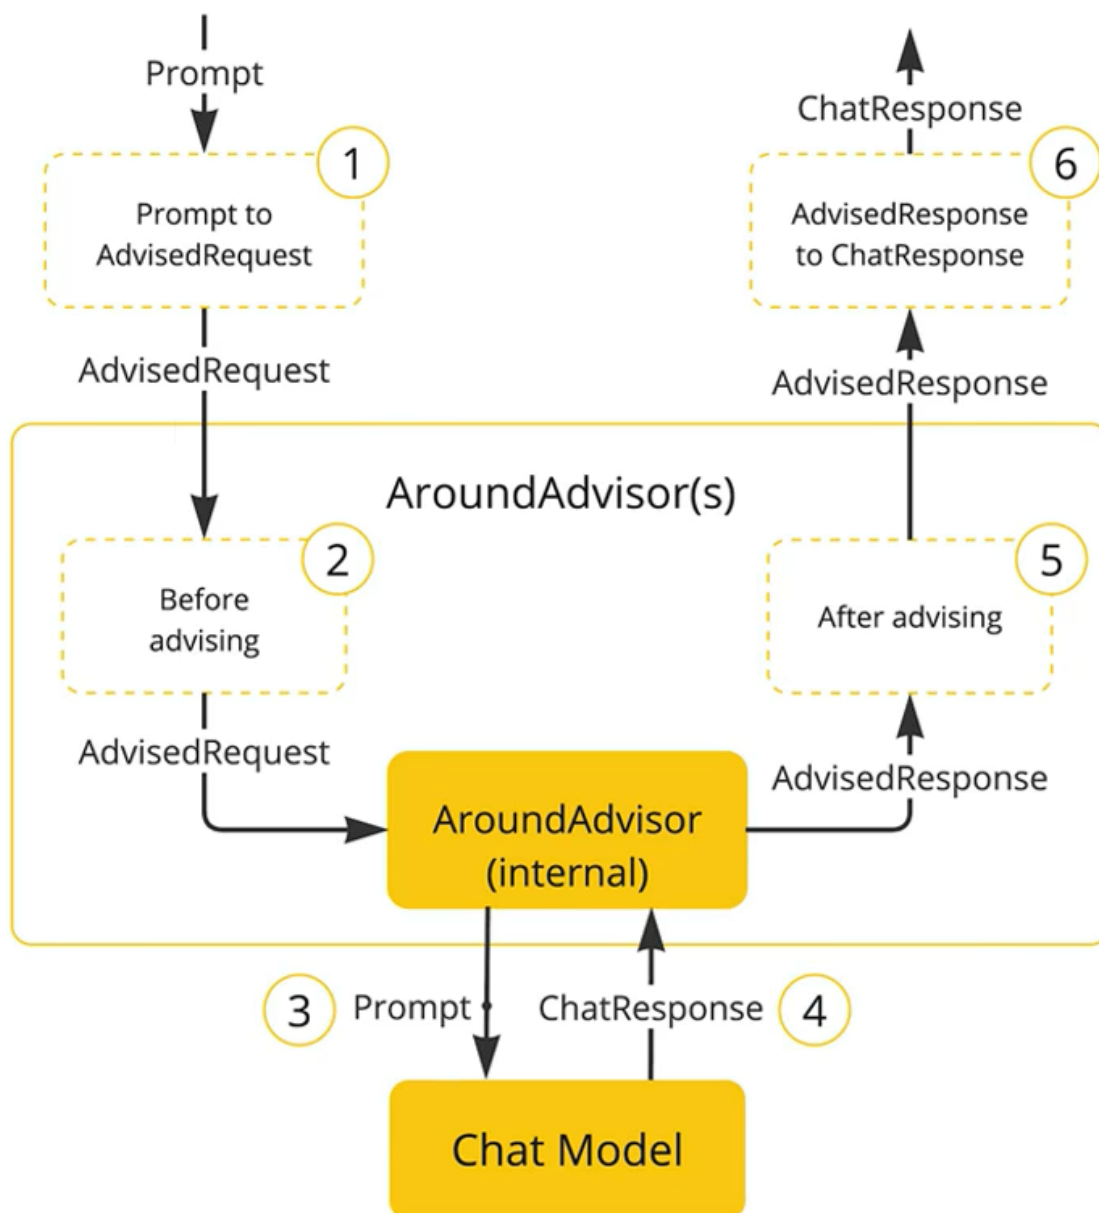 Prompt
1
Prompt to
AdvisedRequest
AdvisedRequest
AroundAdvisor(s)
2
Before
advising
AdvisedRequest
AroundAdvisor
(internal)
3
Prompt
Chat Model
ChatResponse
4
AdvisedResponse
5
After advising
AdvisedResponse
6
AdvisedResponse
to ChatResponse
ChatResponse